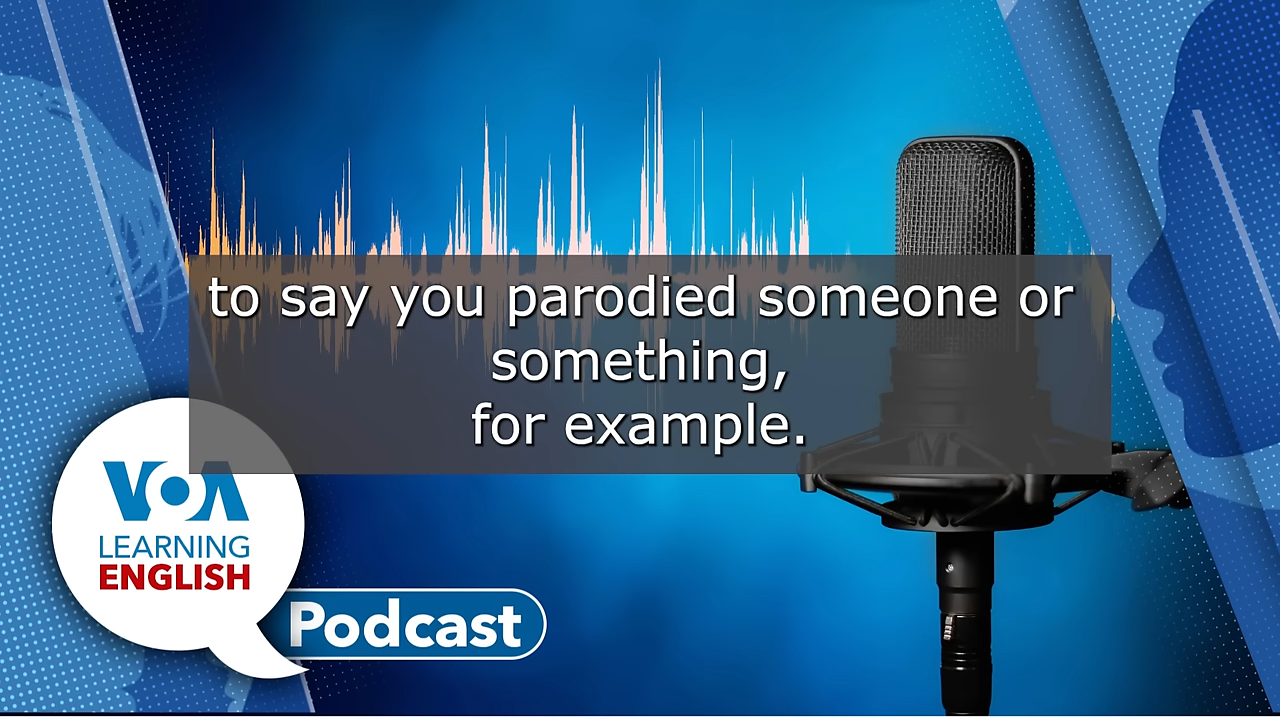 to say you parodied someone or
something,
for example.
VOA
LEARNING
ENGLISH
Podcast